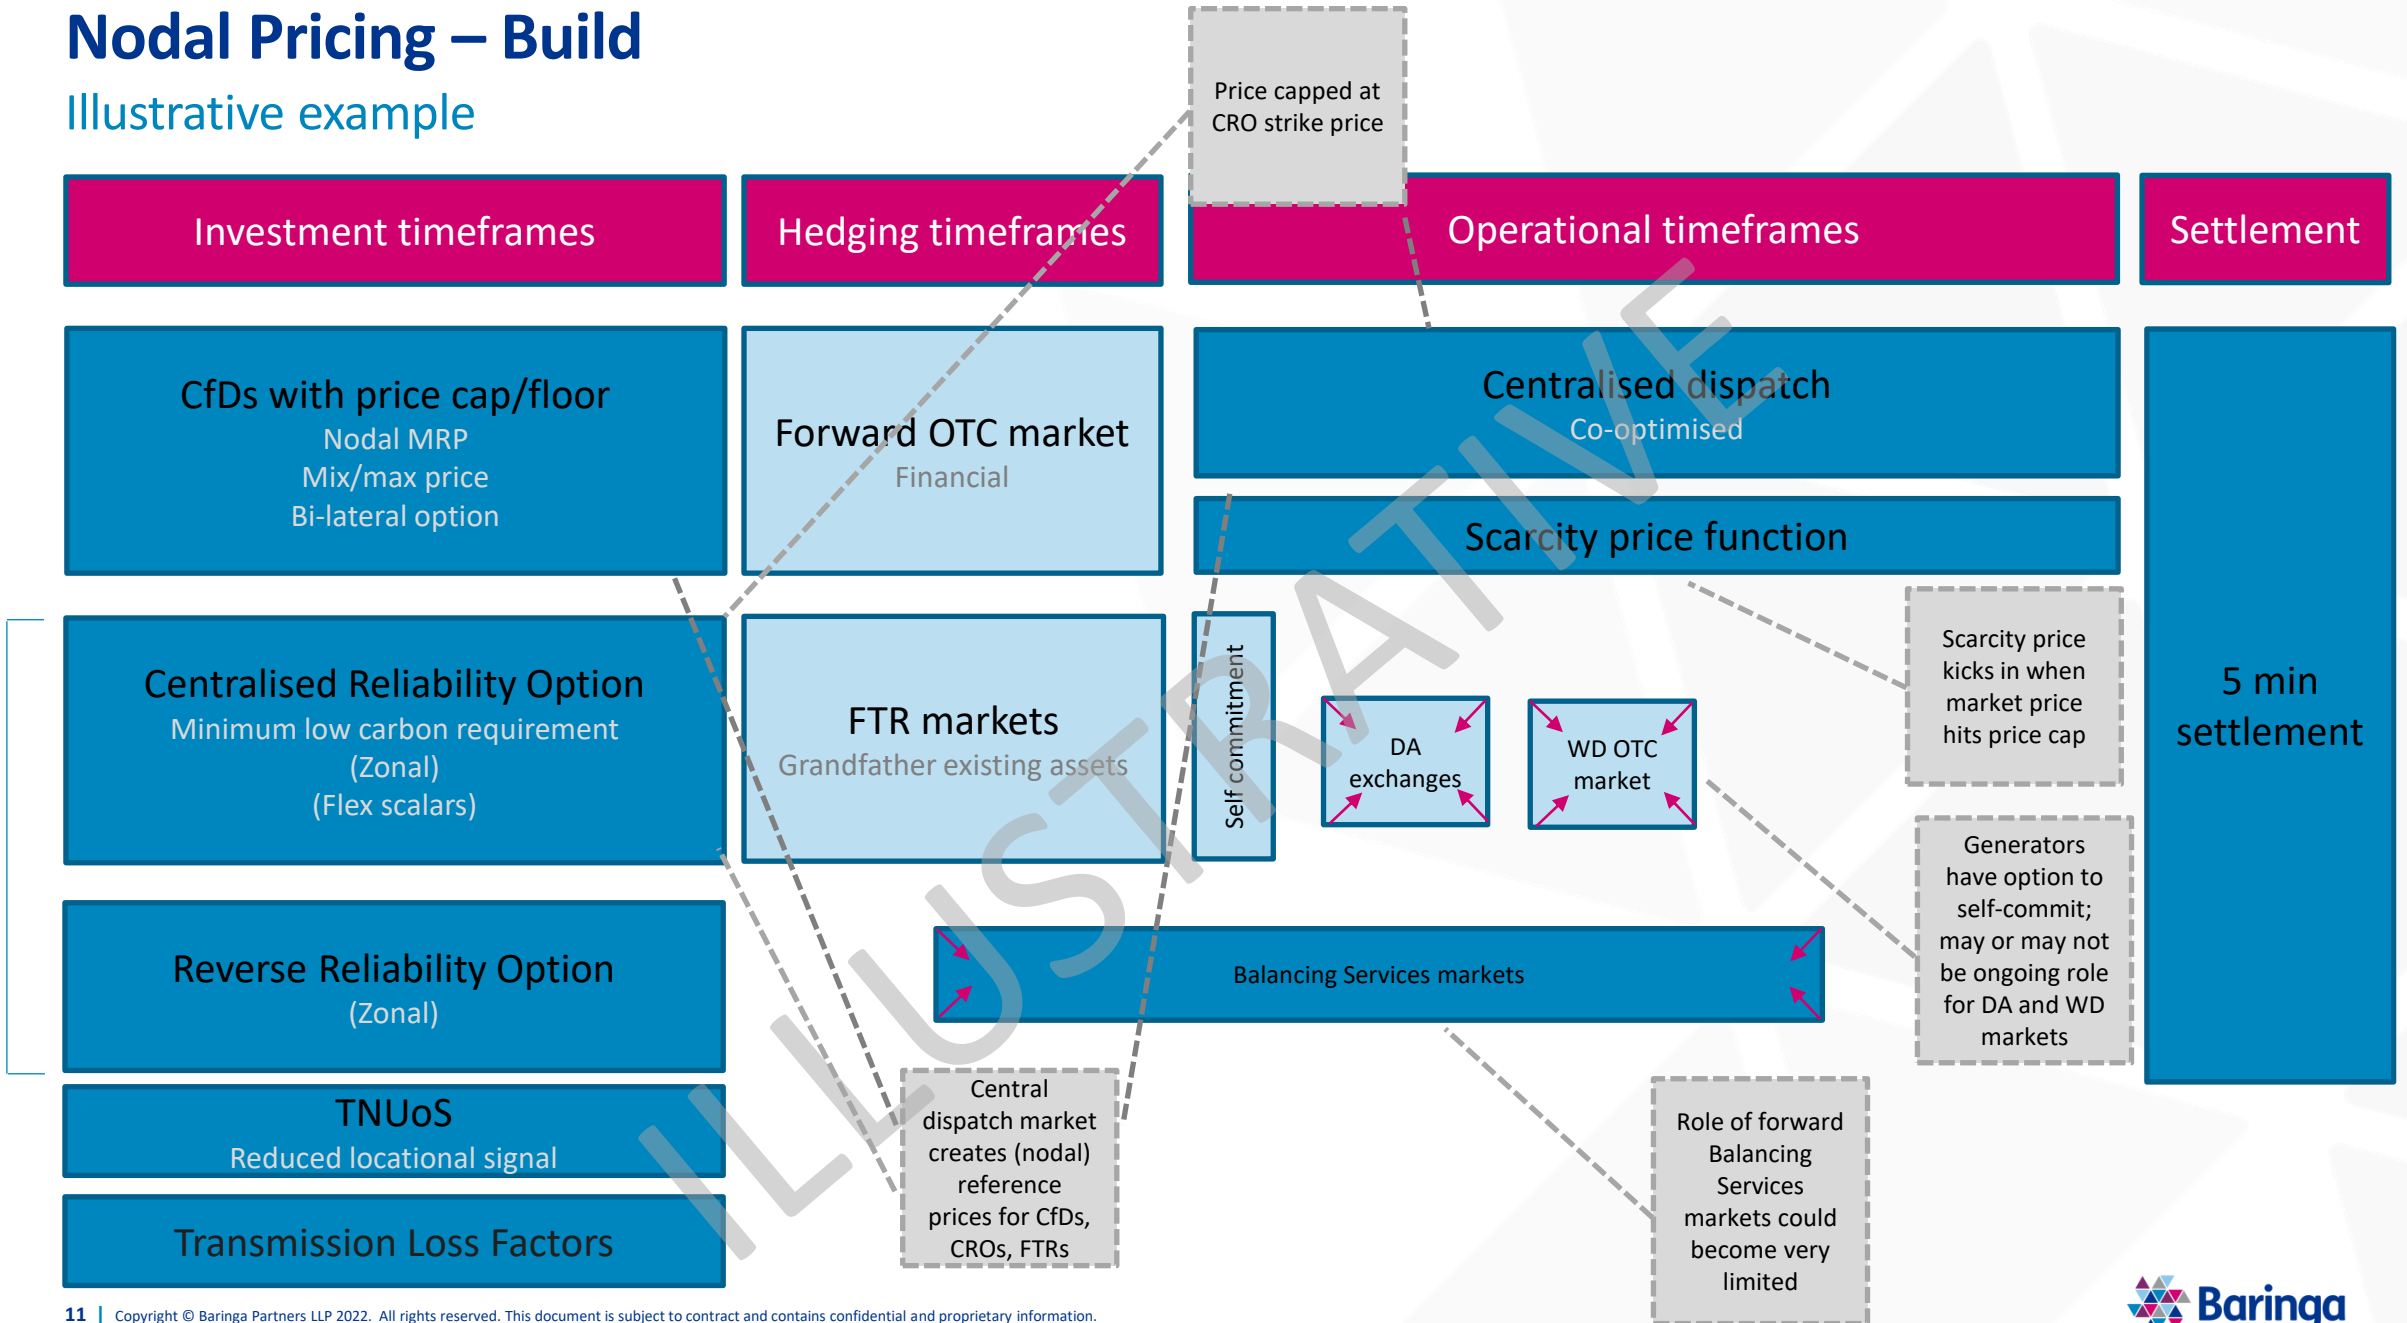 Nodal Pricing – Build
Illustrative example
Price capped at
CRO strike price
Investment timeframes
Hedging timeframes
Operational timeframes
Settlement
CfDs with price cap/floor
Nodal MRP
Mix/max price
Bi-lateral option
Forward OTC market
Financial
Centralised dispatch
Co-optimised
Scarcity price function
Centralised Reliability Option
Minimum low carbon requirement
(Zonal)
(Flex scalars)
FTR markets
Grandfather existing assets
Self commitment
DA
exchanges
WD OTC
market
Scarcity price
kicks in when
market price
hits price cap
5 min
settlement
Generators
have option to
self-commit;
may or may not
be ongoing role
for DA and WD
markets
Reverse Reliability Option
(Zonal)
Balancing Services markets
TNUoS
Reduced locational signal
Central
dispatch market
creates (nodal)
reference
prices for CfDs,
CROs, FTRs
Role of forward
Balancing
Services
markets could
become very
limited
Transmission Loss Factors
ILLUSTRATIVE
11 | Copyright © Baringa Partners LLP 2022. All rights reserved. This document is subject to contract and contains confidential and proprietary information.
Baringa